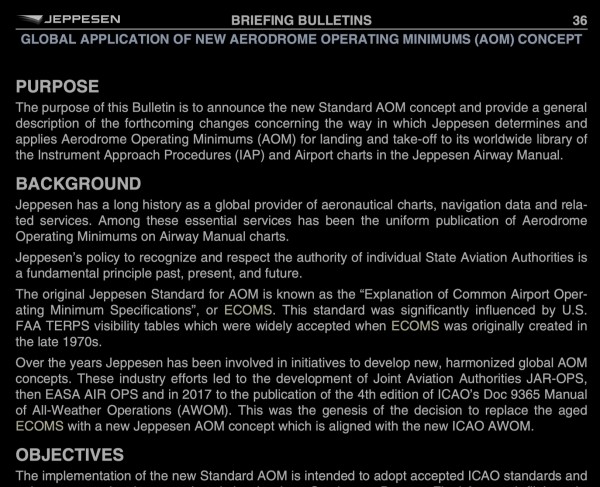 JEPPESEN BRIEFING BULLETINS 36
GLOBAL APPLICATION OF NEW AERODROME OPERATING MINIMUMS (AOM) CONCEPT
PURPOSE
The purpose of this Bulletin is to announce the new Standard AOM concept and provide a general
description of the forthcoming changes concerning the way in which Jeppesen determines and
applies Aerodrome Operating Minimums (AOM) for landing and take-off to its worldwide library of
the Instrument Approach Procedures (IAP) and Airport charts in the Jeppesen Airway Manual.
BACKGROUND
Jeppesen has a long history as a global provider of aeronautical charts, navigation data and rela-
ted services. Among these essential services has been the uniform publication of Aerodrome
Operating Minimums on Airway Manual charts.
Jeppesen's policy to recognize and respect the authority of individual State Aviation Authorities is
a fundamental principle past, present, and future.
The original Jeppesen Standard for AOM is known as the “Explanation of Common Airport Oper-
ating Minimum Specifications”, or ECOMS. This standard was significantly influenced by U.S.
FAA TERPS visibility tables which were widely accepted when ECOMS was originally created in
the late 1970s.
Over the years Jeppesen has been involved in initiatives to develop new, harmonized global AOM
concepts. These industry efforts led to the development of Joint Aviation Authorities JAR-OPS,
then EASA AIR OPS and in 2017 to the publication of the 4th edition of ICAO's Doc 9365 Manual
of All-Weather Operations (AWOM). This was the genesis of the decision to replace the aged
ECOMS with a new Jeppesen AOM concept which is aligned with the new ICAO AWOM.
OBJECTIVES
The implementation of the new Standard AOM is intended to adopt accepted ICAO standards and